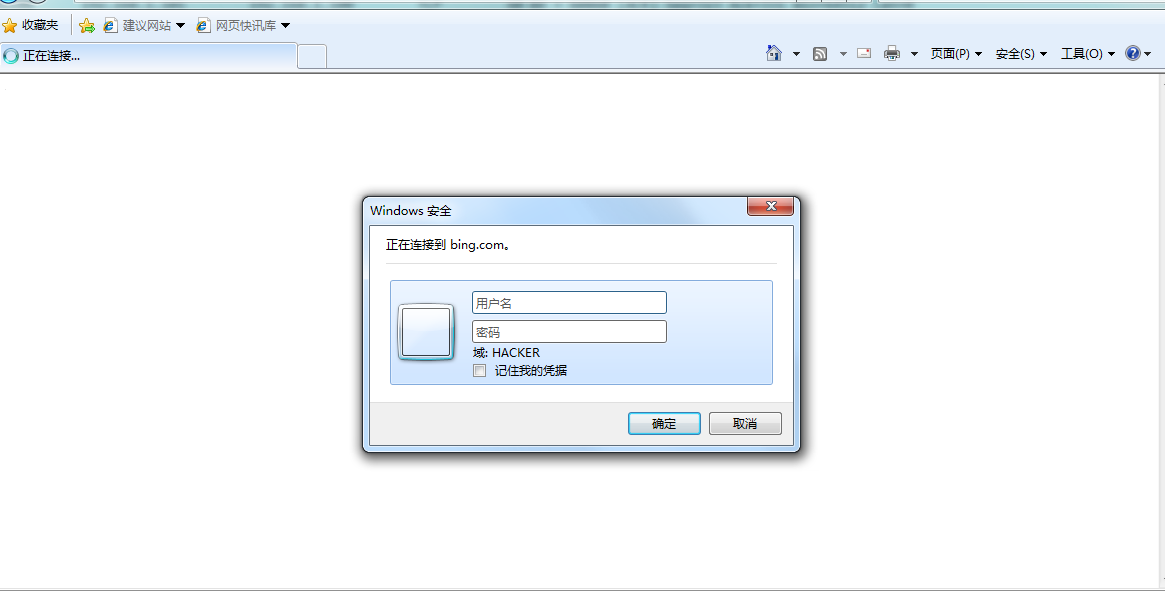 收藏夹 建议网站 网页快讯库
正在连接...
页面(P) 安全(S) 工具(O)
Windows 安全
正在连接到 bing.com。
用户名
密码
域: HACKER
记住我的凭据
确定 取消